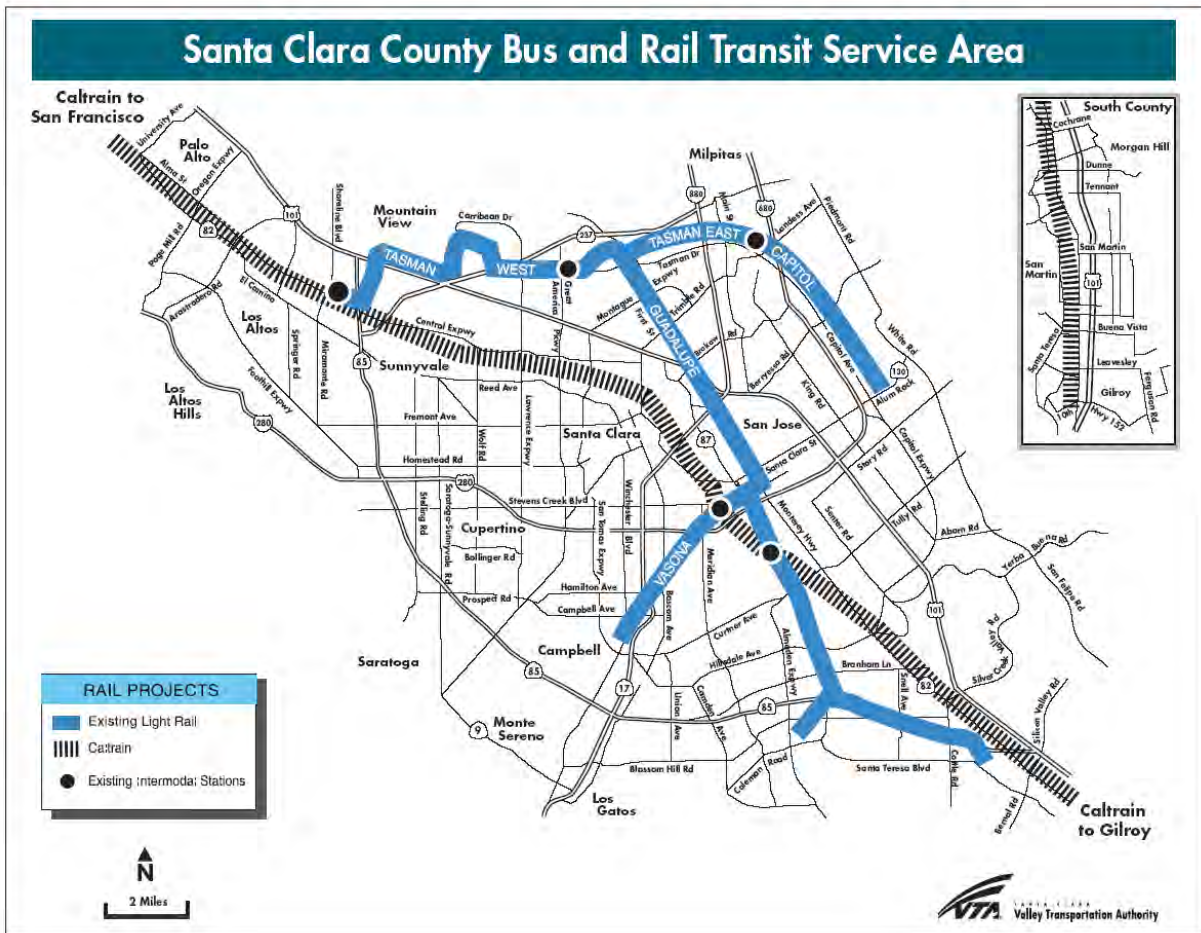 Santa Clara County Bus and Rail Transit Service Area
Caltrain to
San Francisco
University Ave
Palo
Alto
Alma St
Oregon Expwy
101
82
Page Mill Rd
Shoreline Blvd
Mountain
View
Carribean Dr
237
Milpitas
880
Main St
680
Landess Ave
Piedmont Rd
TASMAN
WEST
TASMAN EAST
CAPITOL
Tasman Dr
Great
America
Pkwy
Montague
Expwy
Trimble Rd
First St
GUADALUPE
Brokaw Rd
Berryessa Rd
Capitol Ave
White Rd
130
Alum Rock
King Rd
Arastradero Rd
El Camino
Los
Altos
Springer Rd
Miramonte Rd
Central Expwy
85
Sunnyvale
Reed Ave
Los
Altos
Hills
Foothill Expwy
280
Fremont Ave
Wolf Rd
Lawrence Expwy
Santa Clara
87
San Jose
Homestead Rd
Santa Clara St
Story Rd
Capitol Expwy
280
Stevens Creek Blvd
Winchester Blvd
San Tomas Expwy
Stelling Rd
Saratoga-Sunnyvale Rd
Cupertino
Bollinger Rd
Monterey Hwy
Senter Rd
Tully Rd
Aborn Rd
Yerba Buena Rd
San Felipe Rd
VASONA
Meridian Ave
Hamilton Ave
Prospect Rd
Campbell Ave
Bascom Ave
101
Valley Rd
Silver Creek
Curtner Ave
Hillsdale Ave
Almaden Expwy
Branham Ln
Snell Ave
82
Silicon Valley Rd
Saratoga
Campbell
85
17
Union Ave
Camden Ave
85
9
Monte
Sereno
Blossom Hill Rd
Coleman Road
Santa Teresa Blvd
Cottle Rd
Bernal Rd
Los
Gatos
Caltrain
to Gilroy
South County
Cochrane
Morgan Hill
Dunne
Tennant
San Martin
San
Martin
101
Buena Vista
Santa Teresa
Leavesley
Gilroy
Ferguson Rd
10th
Hwy 152
RAIL PROJECTS
Existing Light Rail
Caltrain
Existing Intermodal Stations
N
2 Miles
VTA
SANTA CLARA
Valley Transportation Authority